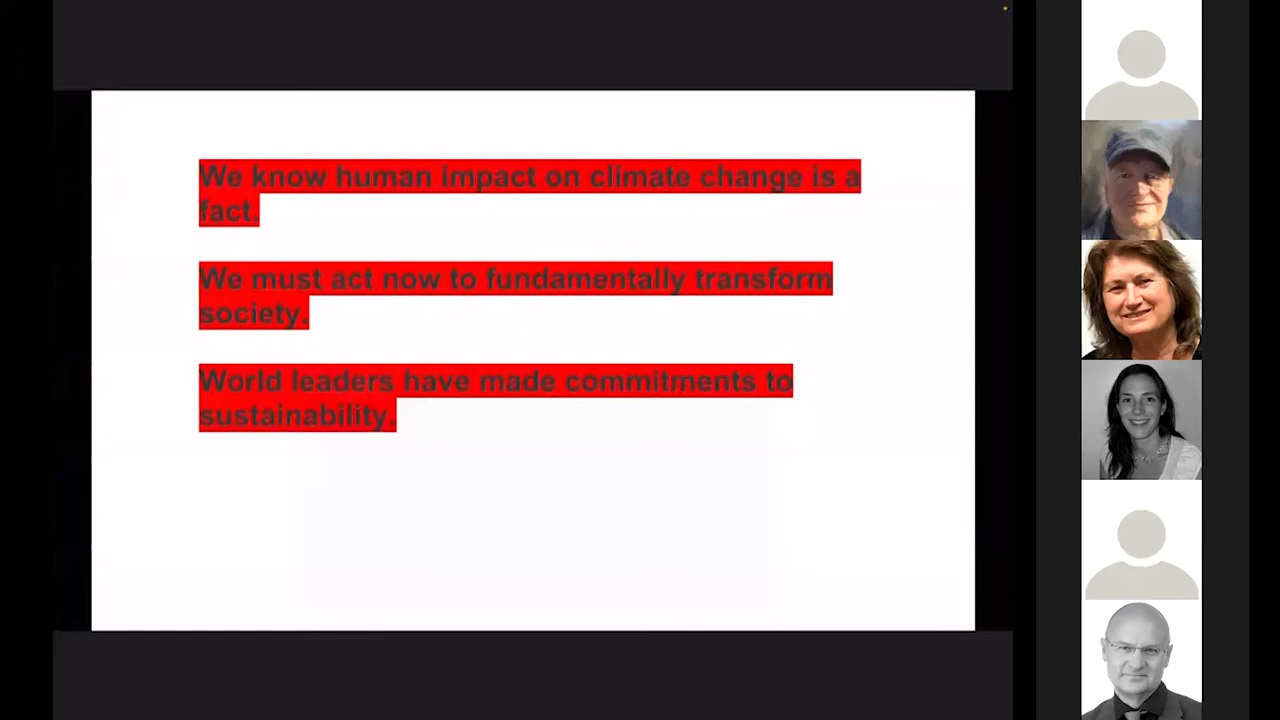 We know human impact on climate change is a
fact.
We must act now to fundamentally transform
society.
World leaders have made commitments to
sustainability.